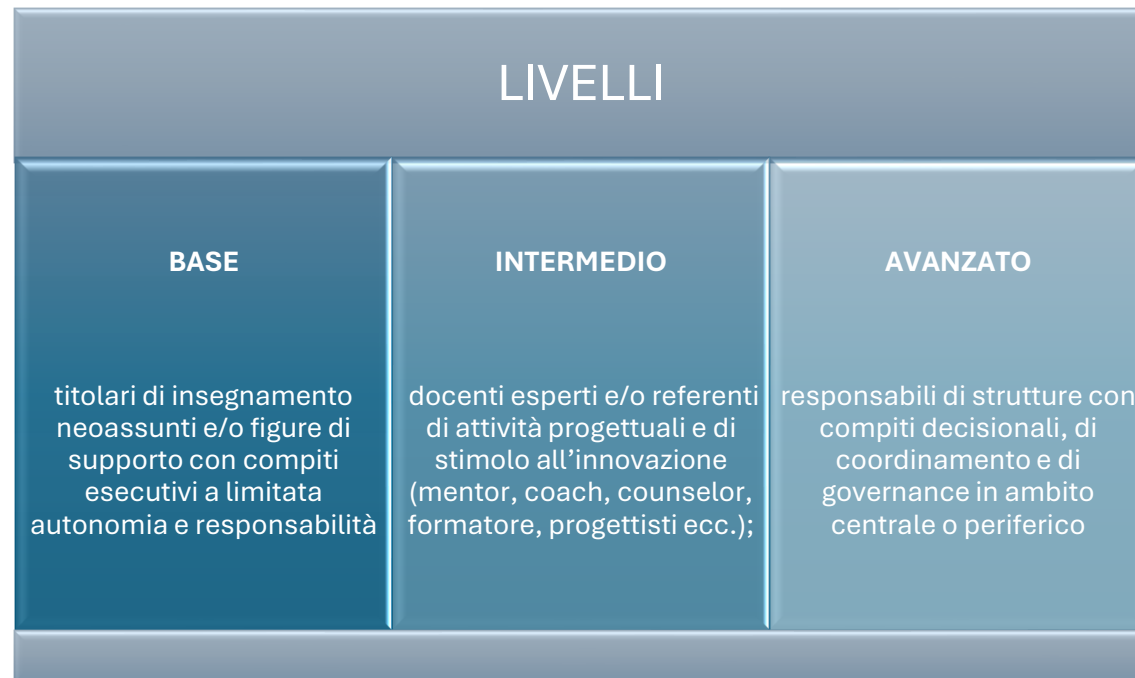 LIVELLI
BASE
titolari di insegnamento
neoassunti e/o figure di
supporto con compiti
esecutivi a limitata
autonomia e responsabilità
INTERMEDIO
docenti esperti e/o referenti
di attività progettuali e di
stimolo all’innovazione
(mentor, coach, counselor,
formatore, progettisti ecc.);
AVANZATO
responsabili di strutture con
compiti decisionali, di
coordinamento e di
governance in ambito
centrale o periferico